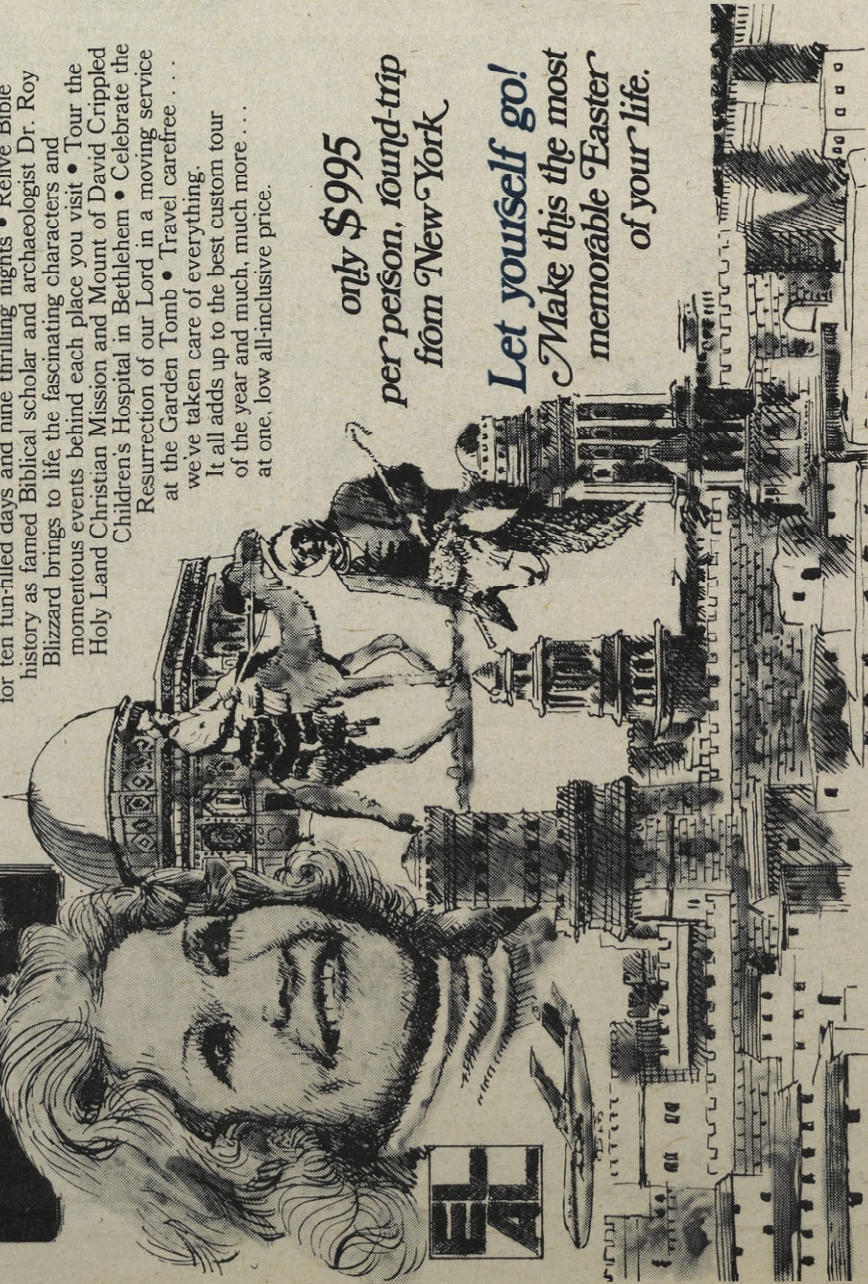 for ten fun-filled days and nine thrilling nights • Relive Bible
history as famed Biblical scholar and archaeologist Dr. Roy
Blizzard brings to life the fascinating characters and
momentous events behind each place you visit • Tour the
Holy Land Christian Mission and Mount of David Crippled
Children's Hospital in Bethlehem • Celebrate the
Resurrection of our Lord in a moving service
at the Garden Tomb • Travel carefree . . .
we've taken care of everything.
It all adds up to the best custom tour
of the year and much, much more . . .
at one, low all-inclusive price.
only $995
per person, round-trip
from New York
Let yourself go!
Make this the most
memorable Easter
of your life.
EL
AL